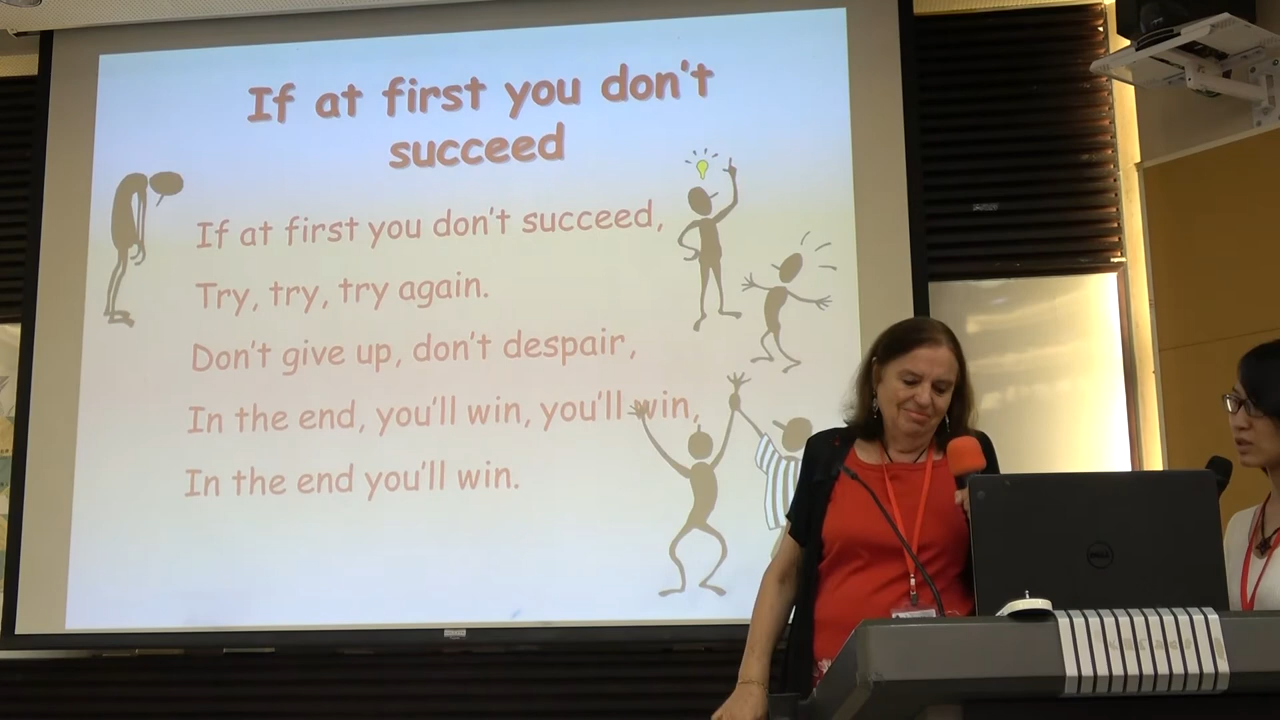 If at first you don't
succeed
If at first you don't succeed,
Try, try, try again.
Don't give up, don't despair,
In the end, you'll win, you'll win,
In the end you'll win.
DELL